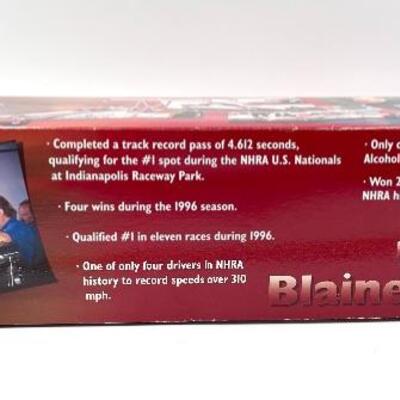 · Completed a track record pass of 4.612 seconds,
qualifying for the #1 spot during the NHRA U.S. Nationals
at Indianapolis Raceway Park.
· Four wins during the 1996 season.
· Qualified #1 in eleven races during 1996.
· One of only four drivers in NHRA
history to record speeds over 310
mph.
· Only
Alcohol
· Won 2
NHRA
Blaine